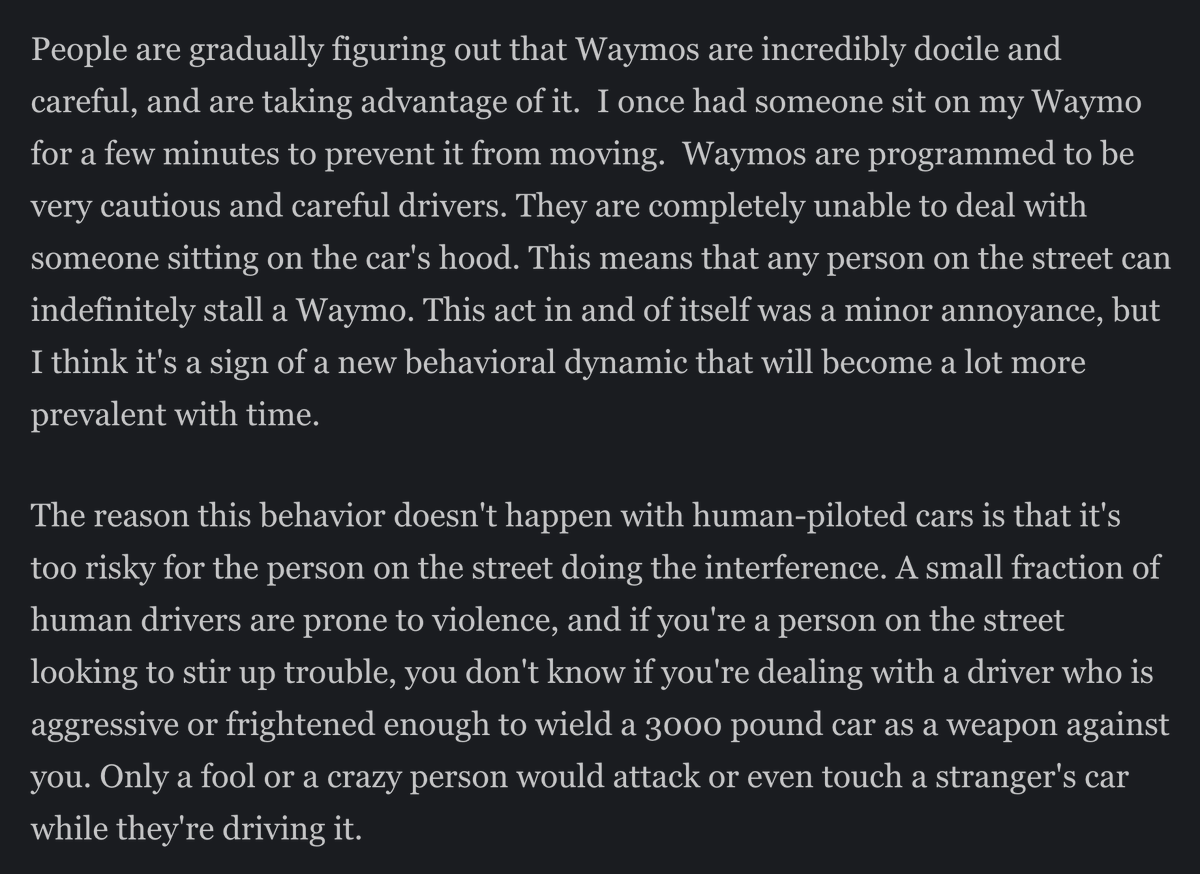 People are gradually figuring out that Waymos are incredibly docile and
careful, and are taking advantage of it.  I once had someone sit on my Waymo
for a few minutes to prevent it from moving.  Waymos are programmed to be
very cautious and careful drivers. They are completely unable to deal with
someone sitting on the car's hood. This means that any person on the street can
indefinitely stall a Waymo. This act in and of itself was a minor annoyance, but
I think it's a sign of a new behavioral dynamic that will become a lot more
prevalent with time.

The reason this behavior doesn't happen with human-piloted cars is that it's
too risky for the person on the street doing the interference. A small fraction of
human drivers are prone to violence, and if you're a person on the street
looking to stir up trouble, you don't know if you're dealing with a driver who is
aggressive or frightened enough to wield a 3000 pound car as a weapon against
you. Only a fool or a crazy person would attack or even touch a stranger's car
while they're driving it.